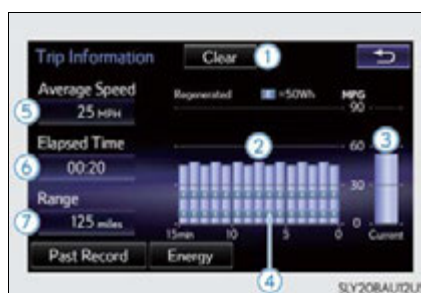 Trip Information Clear 1
Average Speed
5 25 MPH
Regenerated E =50Wh MPG
90
Elapsed Time
6 00:20
2 60 3
Range
7 125 miles
30
0
15min 10 5 0 Current
Past Record Energy
4
SLY208AU12US